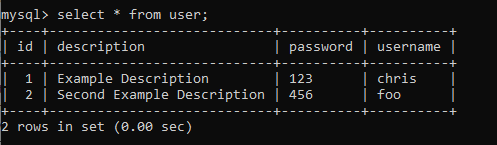 mysql> select * from user;
+----+----------------------------+----------+----------+
| id | description                | password | username |
+----+----------------------------+----------+----------+
|  1 | Example Description        | 123      | chris    |
|  2 | Second Example Description | 456      | foo      |
+----+----------------------------+----------+----------+
2 rows in set (0.00 sec)